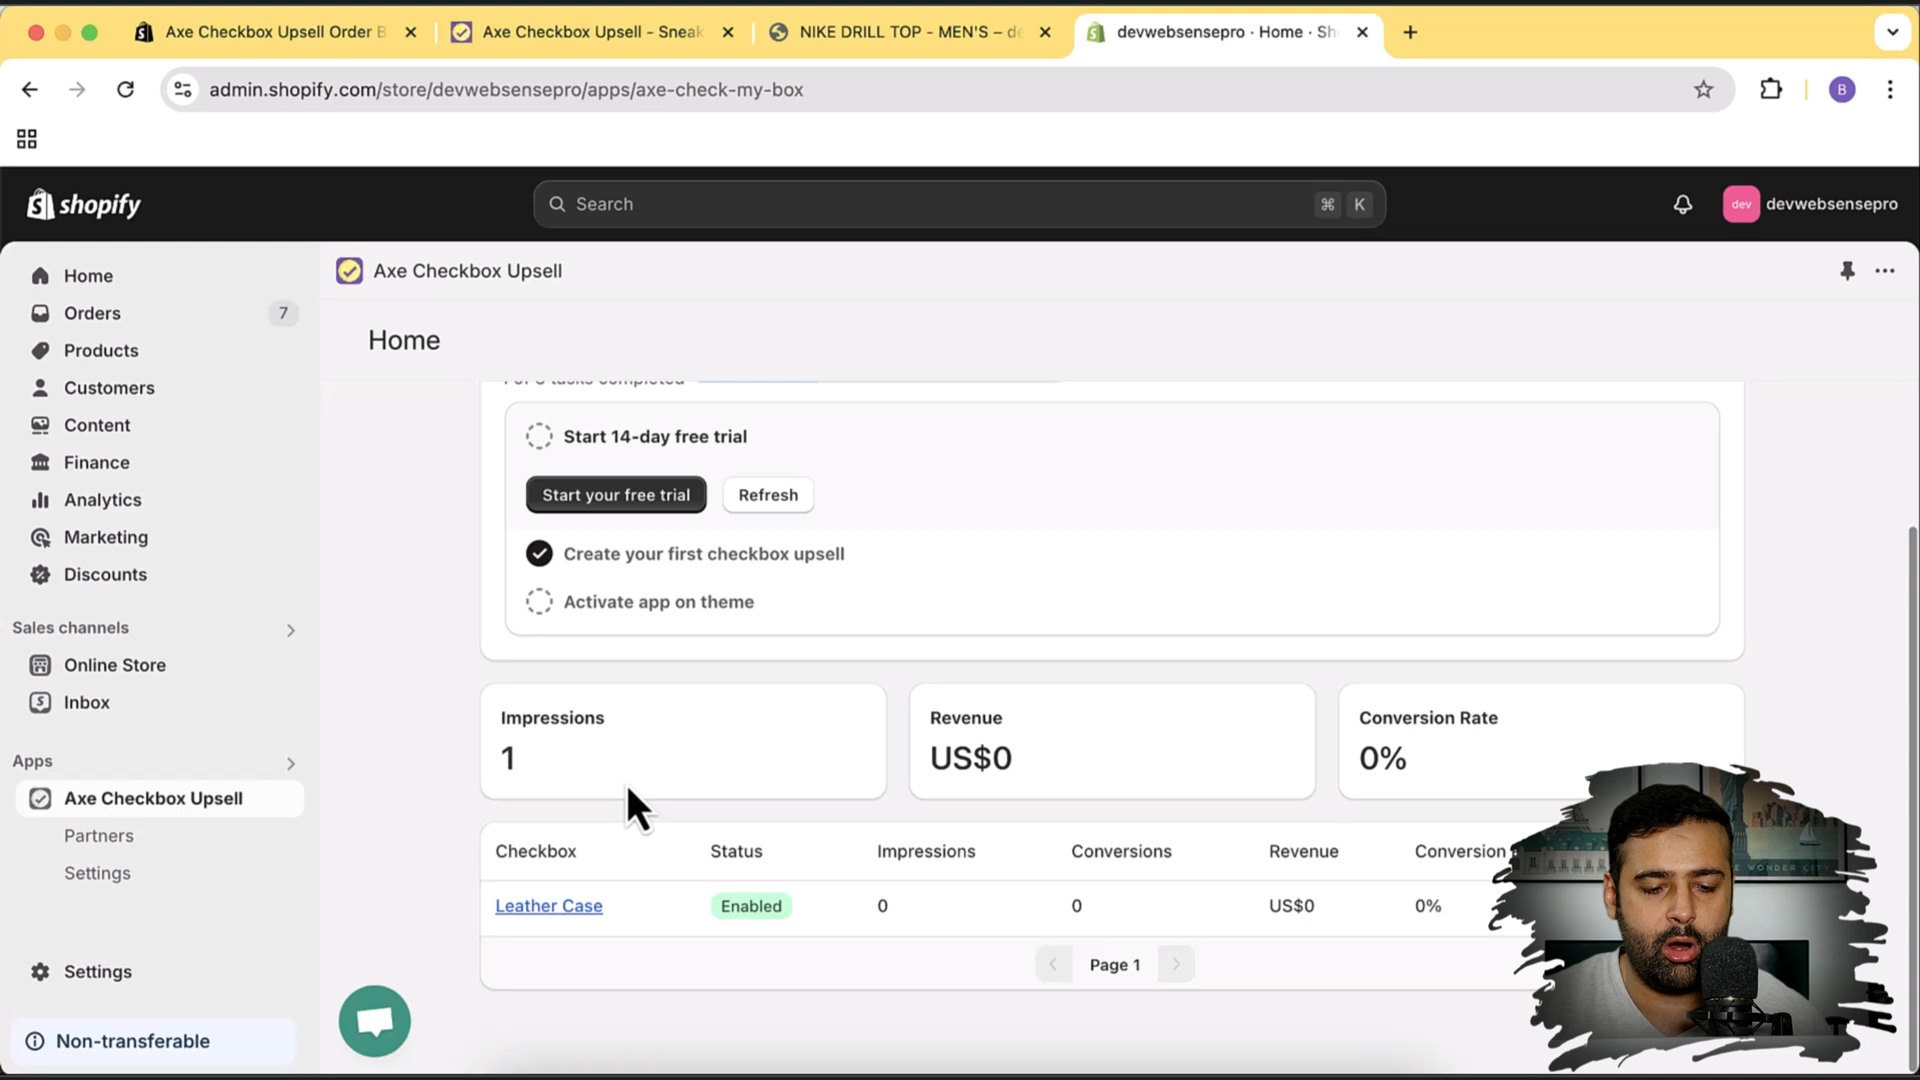 Axe Checkbox Upsell Order B
Axe Checkbox Upsell - Sneak
NIKE DRILL TOP - MEN'S – de
devwebsensepro · Home · Sh
admin.shopify.com/store/devwebsensepro/apps/axe-check-my-box
B
shopify
Search
⌘ K
dev devwebsensepro
Home
Orders 7
Products
Customers
Content
Finance
Analytics
Marketing
Discounts
Sales channels
Online Store
Inbox
Apps
Axe Checkbox Upsell
Partners
Settings
Settings
Non-transferable
Axe Checkbox Upsell
Home
tasks completed
Start 14-day free trial
Start your free trial Refresh
Create your first checkbox upsell
Activate app on theme
Impressions
1
Revenue
US$0
Conversion Rate
0%
Checkbox Status Impressions Conversions Revenue Conversion
Leather Case Enabled 0 0 US$0 0%
Page 1